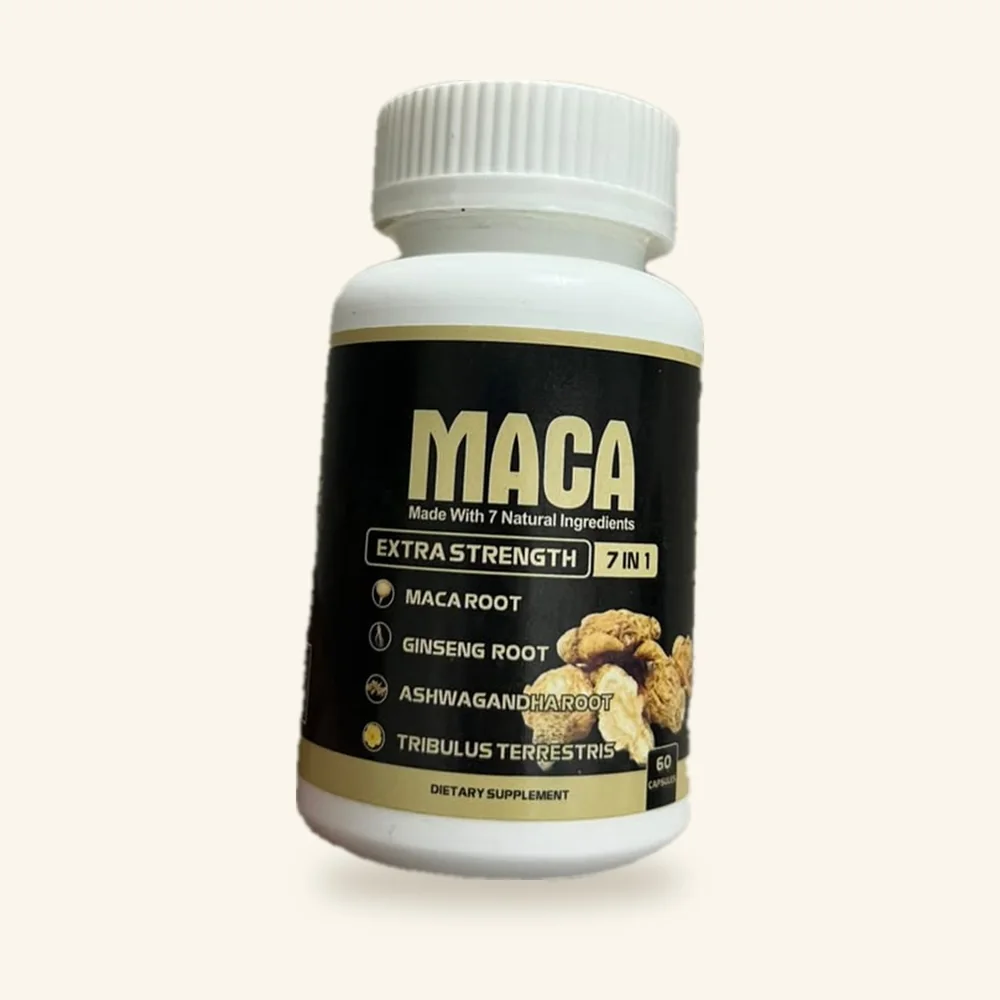 MACA
Made With 7 Natural Ingredients
EXTRA STRENGTH 7 IN 1
MACA ROOT
GINSENG ROOT
ASHWAGANDHA ROOT
TRIBULUS TERRESTRIS
60
CAPSULES
DIETARY SUPPLEMENT